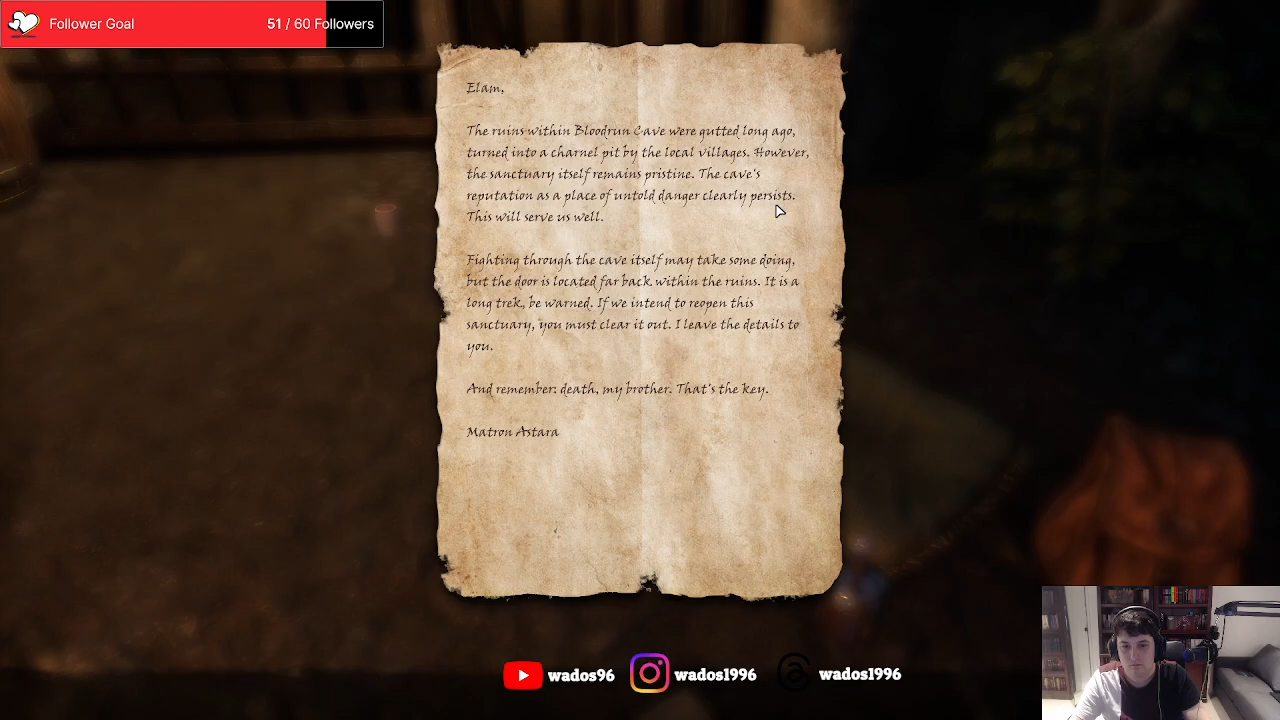 Follower Goal
51 / 60 Followers
Elam,
The ruins within Bloodrun Cave were gutted long ago,
turned into a charnel pit by the local villages. However,
the sanctuary itself remains pristine. The cave's
reputation as a place of untold danger clearly persists.
This will serve us well.
Fighting through the cave itself may take some doing,
but the door is located far back within the ruins. It is a
long trek, be warned. If we intend to reopen this
sanctuary, you must clear it out. I leave the details to
you.
And remember: death, my brother. That's the key.
Matron Astara
wados96
wados1996
wados1996